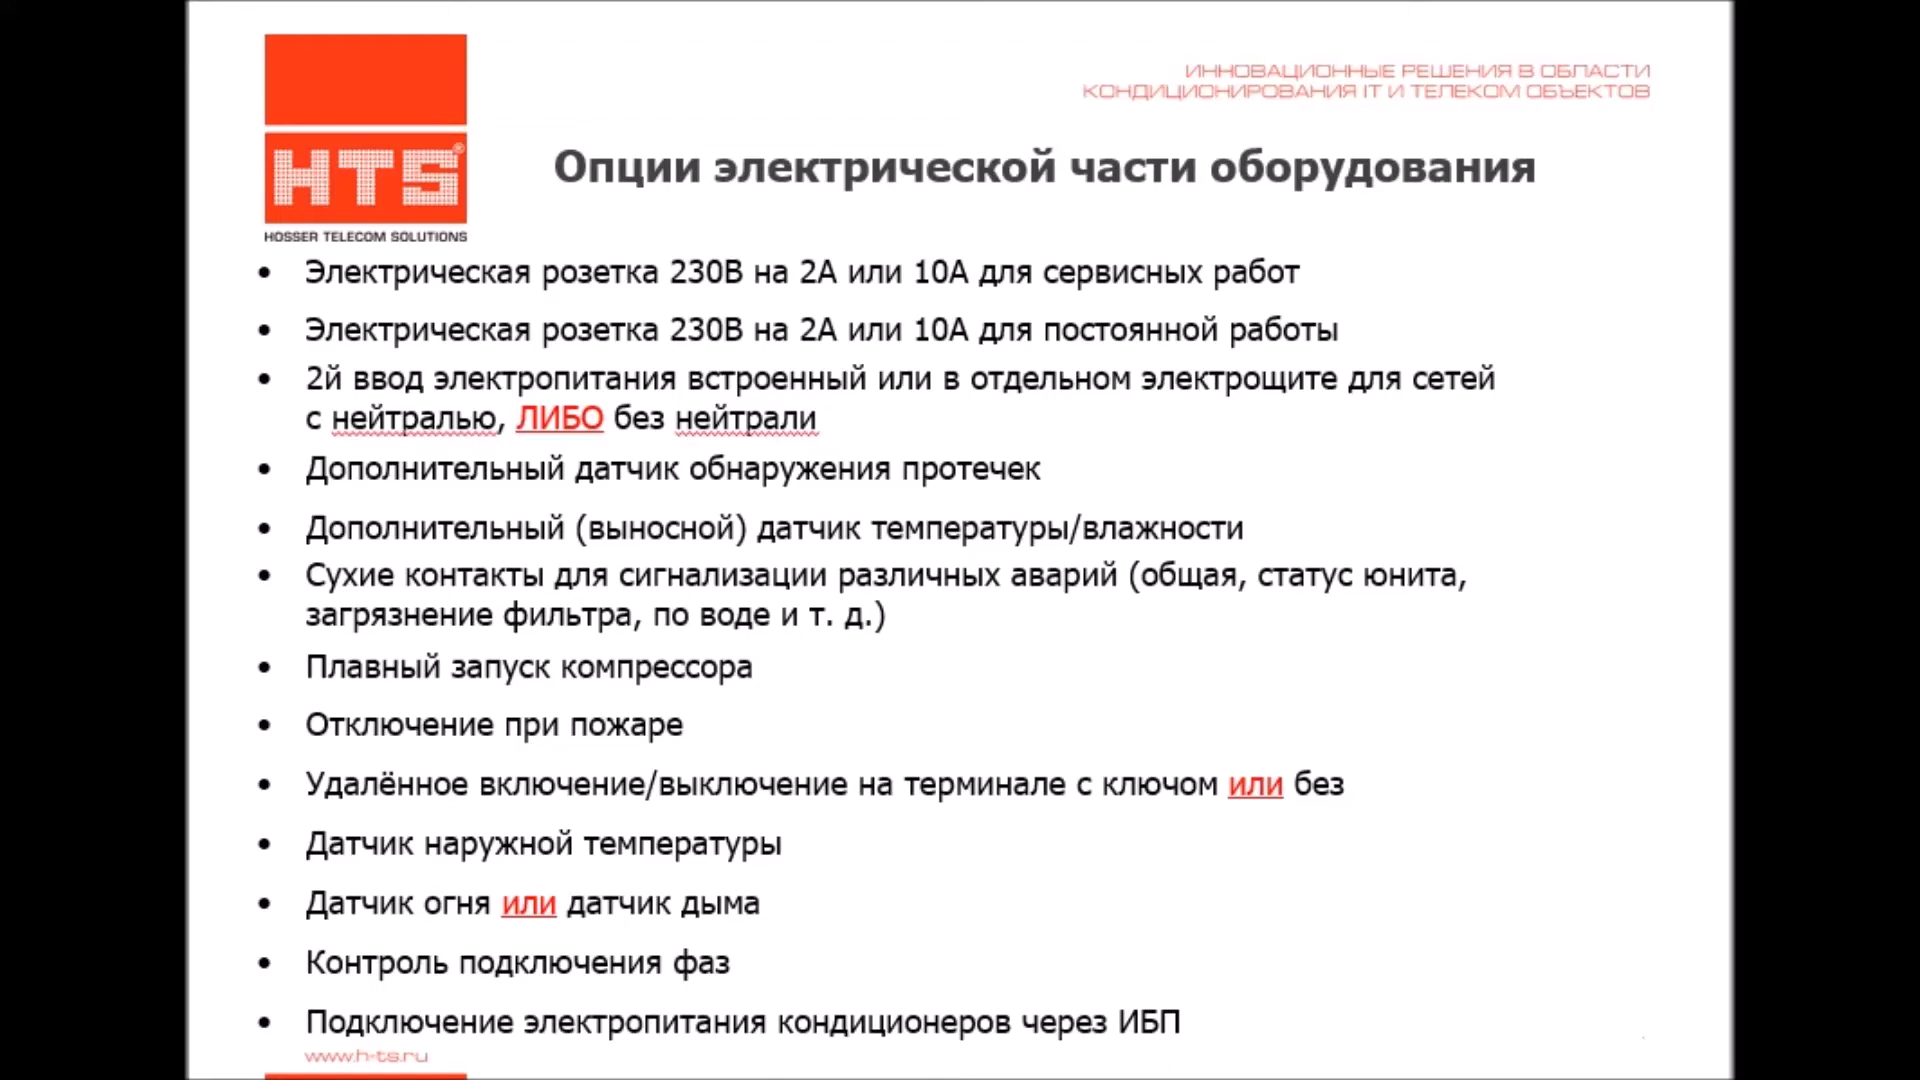 ИННОВАЦИОННЫЕ РЕШЕНИЯ В ОБЛАСТИ
КОНДИЦИОНИРОВАНИЯ IT И ТЕЛЕКОМ ОБЪЕКТОВ
HTS®
HOSSER TELECOM SOLUTIONS
Опции электрической части оборудования
• Электрическая розетка 230В на 2А или 10А для сервисных работ
• Электрическая розетка 230В на 2А или 10А для постоянной работы
• 2й ввод электропитания встроенный или в отдельном электрощите для сетей
с нейтралью, ЛИБО без нейтрали
• Дополнительный датчик обнаружения протечек
• Дополнительный (выносной) датчик температуры/влажности
• Сухие контакты для сигнализации различных аварий (общая, статус юнита,
загрязнение фильтра, по воде и т. д.)
• Плавный запуск компрессора
• Отключение при пожаре
• Удалённое включение/выключение на терминале с ключом или без
• Датчик наружной температуры
• Датчик огня или датчик дыма
• Контроль подключения фаз
• Подключение электропитания кондиционеров через ИБП
www.h-ts.ru